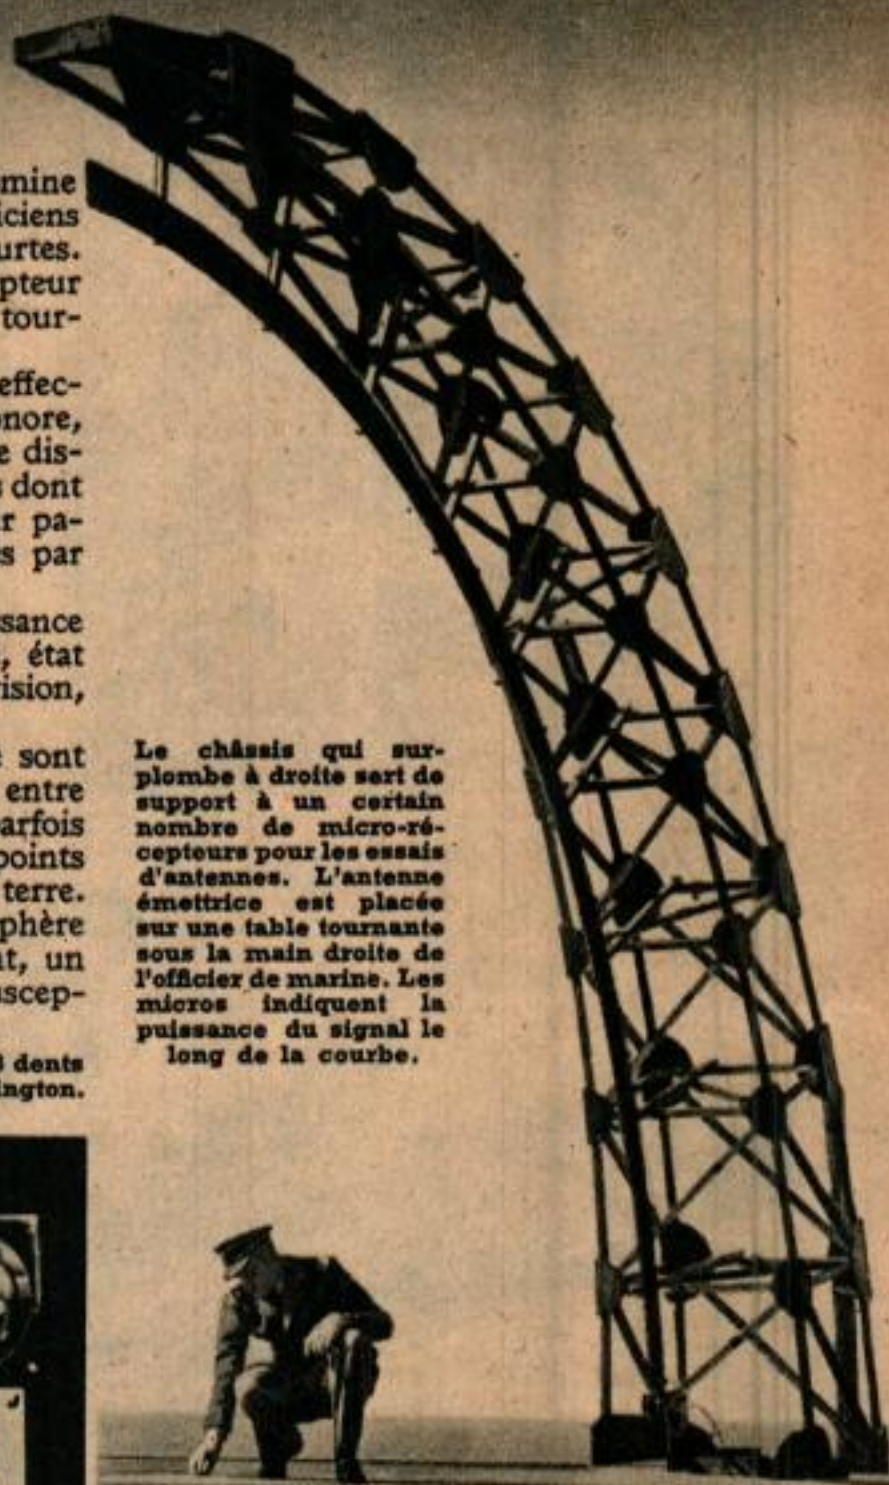 mine
iciens
urtes.
pteur
tour-
effec-
onore,
e dis-
s dont
r pa-
s par
sance
, état
ision,
e sont
entre
arfois
points
terre.
phère
nt, un
uscep-
3 dents
ington.
Le châssis qui sur-
plombe à droite sert de
support à un certain
nombre de micro-ré-
cepteurs pour les essais
d'antennes. L'antenne
émettrice est placée
sur une table tournante
sous la main droite de
l'officier de marine. Les
micros indiquent la
puissance du signal le
long de la courbe.